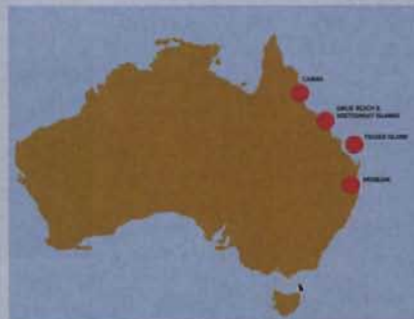 CAIRNS
AIRLIE BEACH &
WHITSUNDAY ISLANDS
FRASER ISLAND
BRISBANE